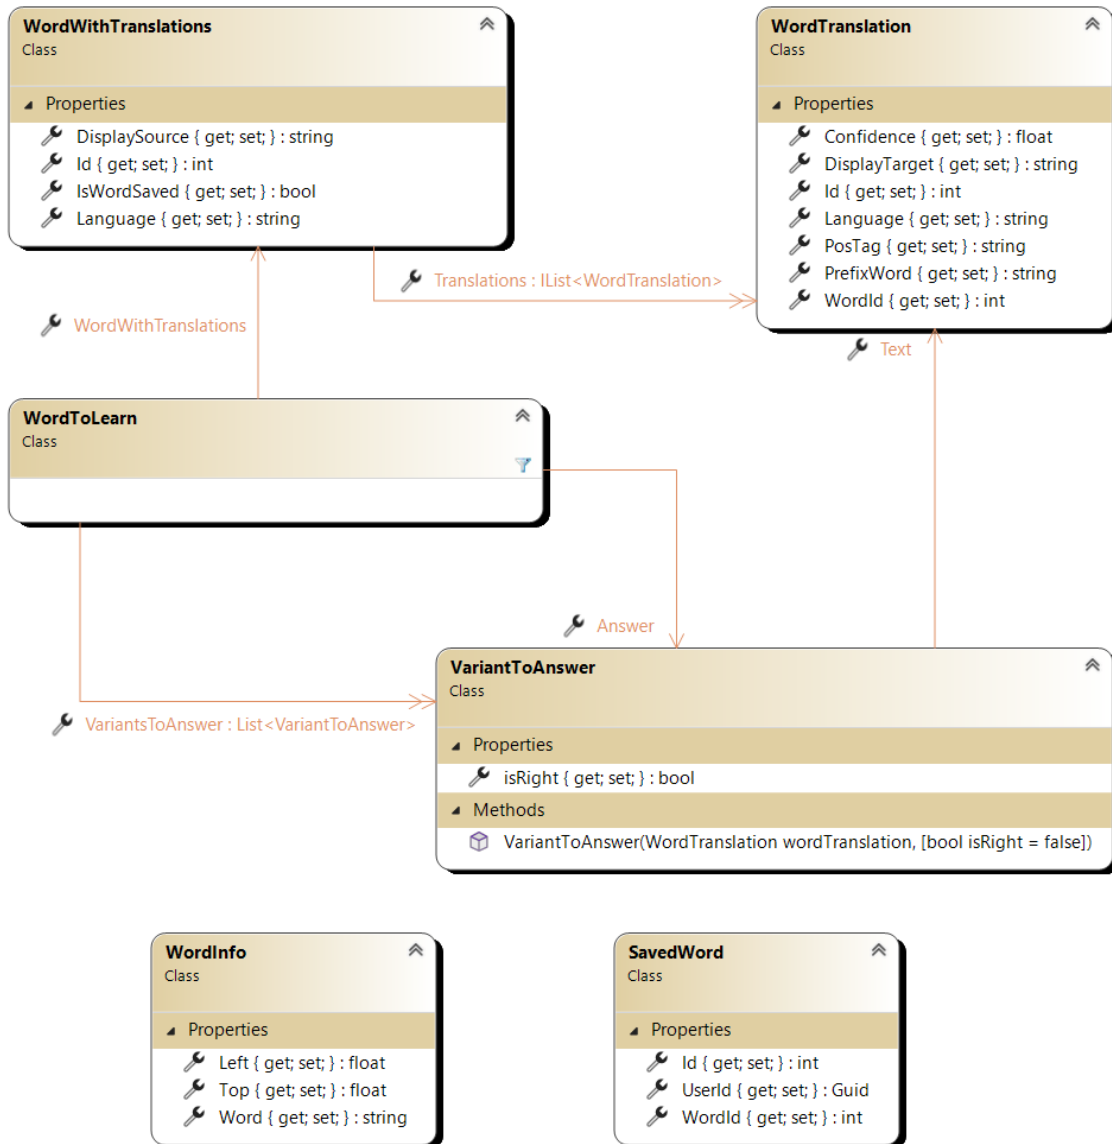 WordWithTranslations
Class
Properties
DisplaySource { get; set; } : string
Id { get; set; } : int
IsWordSaved { get; set; } : bool
Language { get; set; } : string
WordTranslation
Class
Properties
Confidence { get; set; } : float
DisplayTarget { get; set; } : string
Id { get; set; } : int
Language { get; set; } : string
PosTag { get; set; } : string
PrefixWord { get; set; } : string
WordId { get; set; } : int
Translations : IList<WordTranslation>
WordWithTranslations
Text
WordToLearn
Class
Answer
VariantsToAnswer : List<VariantToAnswer>
VariantToAnswer
Class
Properties
isRight { get; set; } : bool
Methods
VariantToAnswer(WordTranslation wordTranslation, [bool isRight = false])
WordInfo
Class
Properties
Left { get; set; } : float
Top { get; set; } : float
Word { get; set; } : string
SavedWord
Class
Properties
Id { get; set; } : int
UserId { get; set; } : Guid
WordId { get; set; } : int